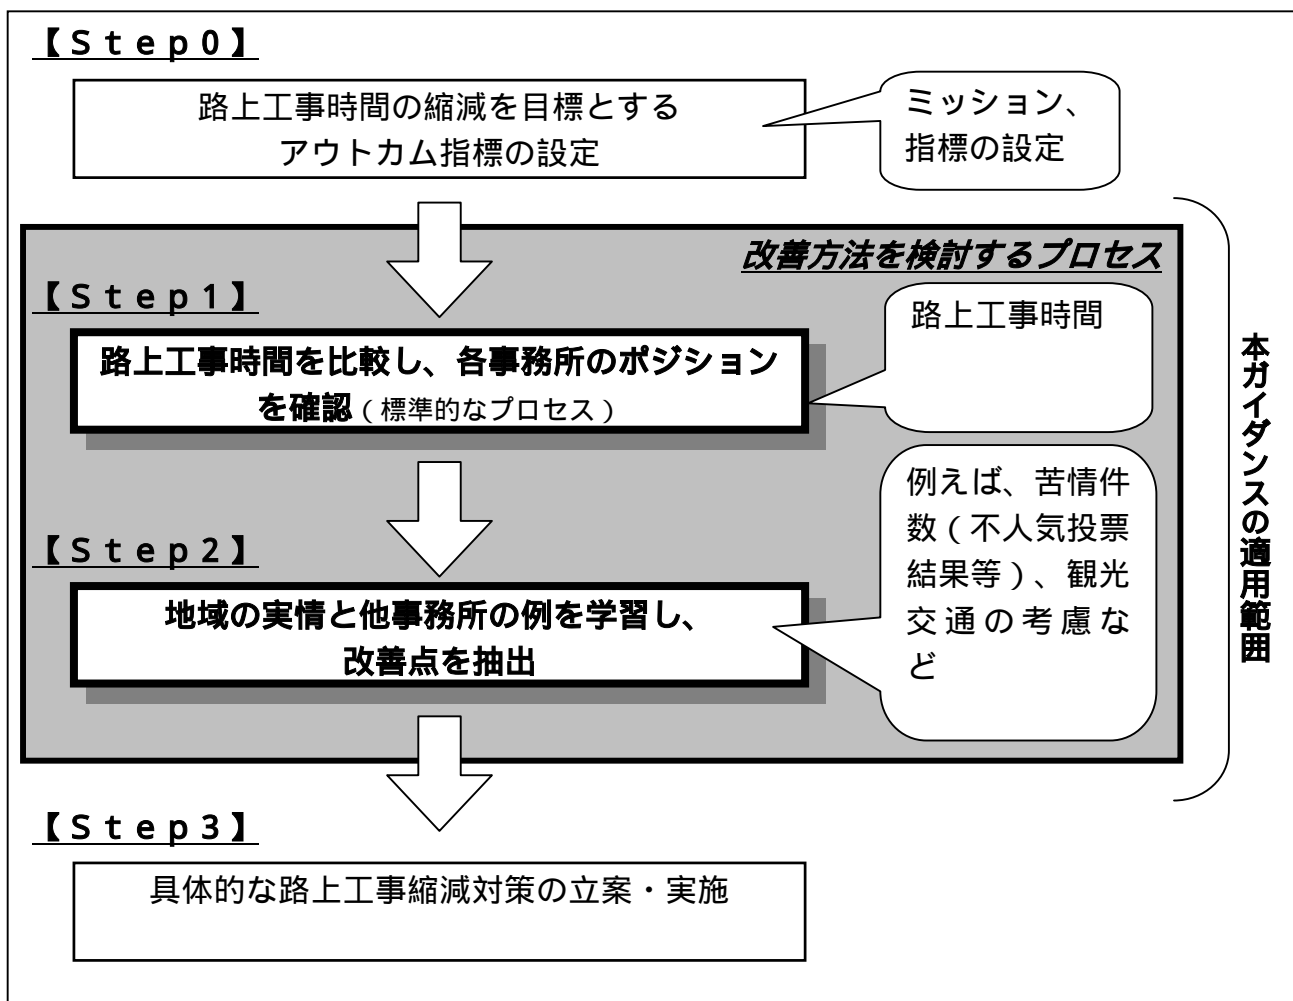 【Ｓｔｅｐ０】
路上工事時間の縮減を目標とする
アウトカム指標の設定
ミッション、
指標の設定
改善方法を検討するプロセス
【Ｓｔｅｐ１】
路上工事時間を比較し、各事務所のポジション
を確認（標準的なプロセス）
路上工事時間
【Ｓｔｅｐ２】
地域の実情と他事務所の例を学習し、
改善点を抽出
例えば、苦情件
数（不人気投票
結果等）、観光
交通の考慮な
ど
本ガイダンスの適用範囲
【Ｓｔｅｐ３】
具体的な路上工事縮減対策の立案・実施